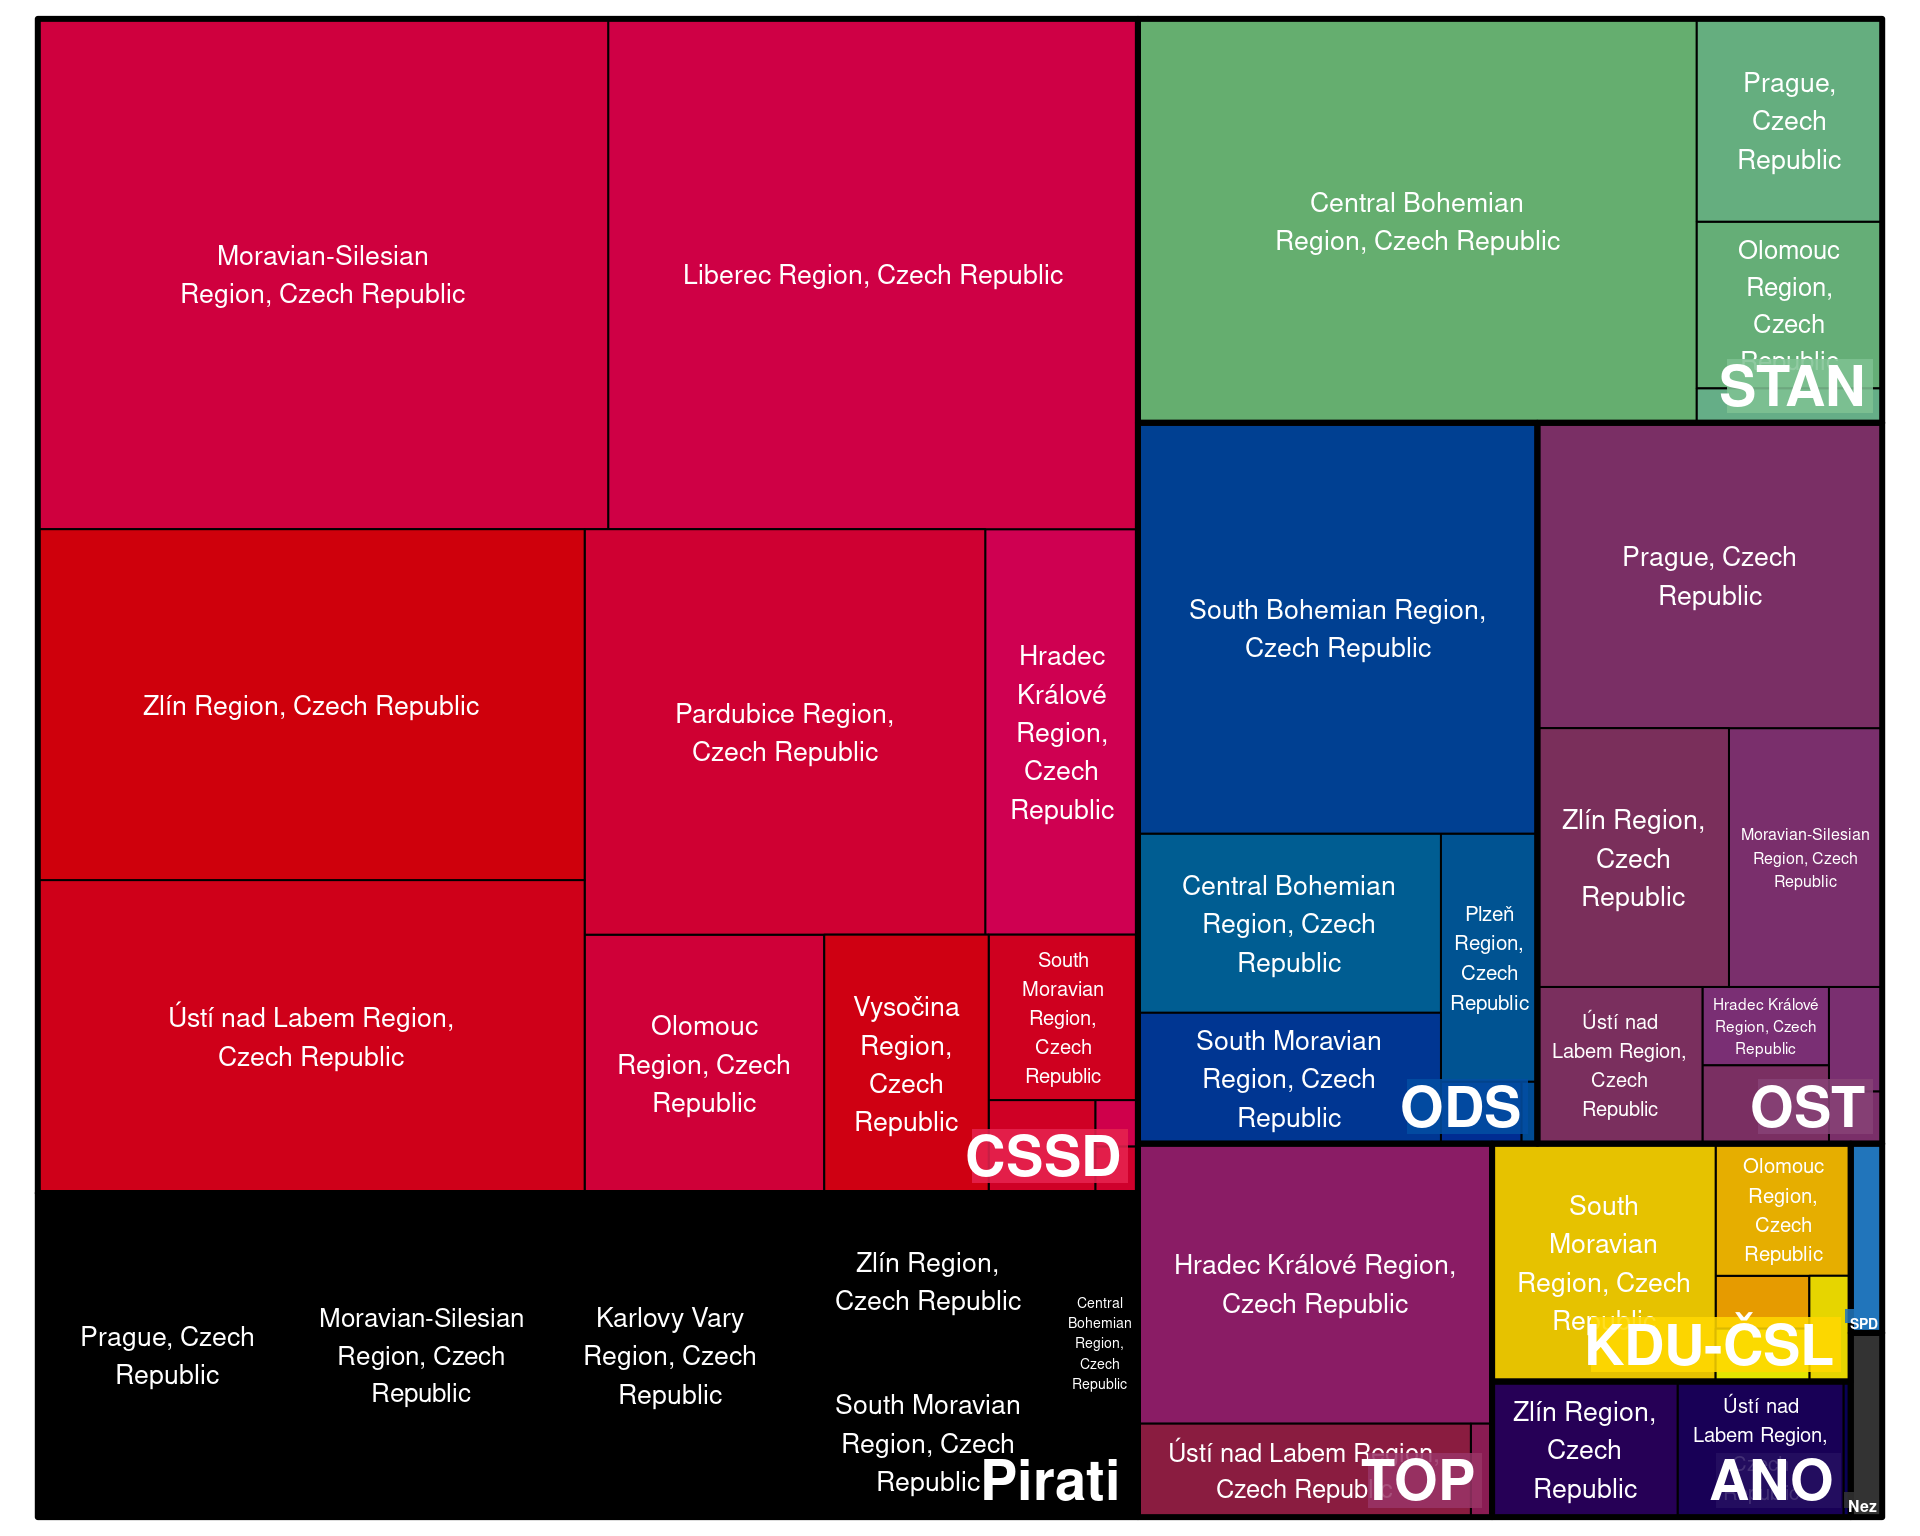 Moravian-Silesian
Region, Czech Republic
Liberec Region, Czech Republic
Zlín Region, Czech Republic
Pardubice Region,
Czech Republic
Hradec
Králové
Region,
Czech
Republic
Ústí nad Labem Region,
Czech Republic
Olomouc
Region, Czech
Republic
Vysočina
Region,
Czech
Republic
South
Moravian
Region,
Czech
Republic
CSSD
Prague, Czech
Republic
Moravian-Silesian
Region, Czech
Republic
Karlovy Vary
Region, Czech
Republic
Zlín Region,
Czech Republic
South Moravian
Region, Czech
Republic
Central
Bohemian
Region,
Czech
Republic
Pirati
Central Bohemian
Region, Czech Republic
Prague,
Czech
Republic
Olomouc
Region,
Czech
Republic
STAN
South Bohemian Region,
Czech Republic
Central Bohemian
Region, Czech
Republic
Plzeň
Region,
Czech
Republic
South Moravian
Region, Czech
Republic
ODS
Prague, Czech
Republic
Zlín Region,
Czech
Republic
Moravian-Silesian
Region, Czech
Republic
Ústí nad
Labem Region,
Czech
Republic
Hradec Králové
Region, Czech
Republic
OST
Hradec Králové Region,
Czech Republic
Ústí nad Labem Region,
Czech Republic
TOP
South
Moravian
Region, Czech
Republic
Olomouc
Region,
Czech
Republic
KDU-ČSL
SPD
Zlín Region,
Czech
Republic
Ústí nad
Labem Region,
ANO
Nez